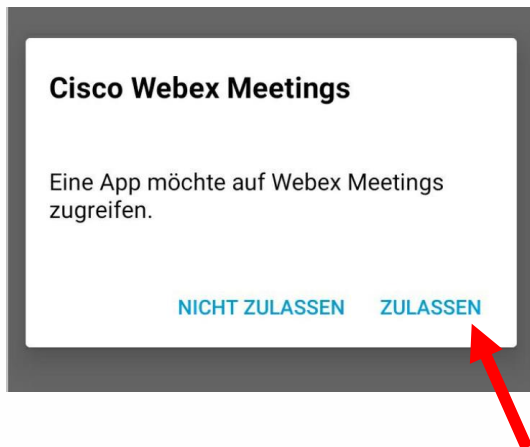 Cisco Webex Meetings
Eine App möchte auf Webex Meetings
zugreifen.
NICHT ZULASSEN ZULASSEN